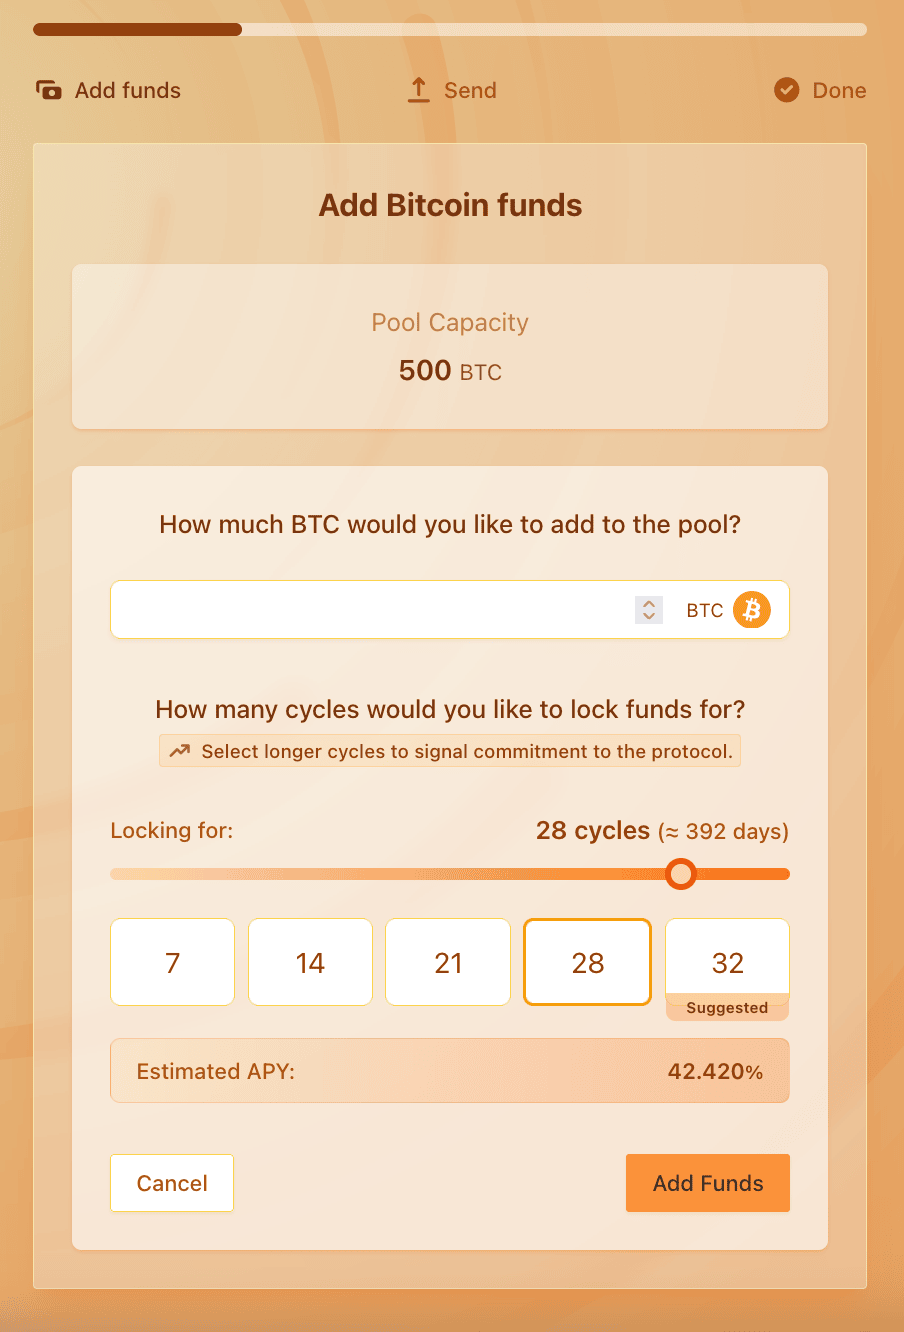 Add funds
Send
Done
Add Bitcoin funds
Pool Capacity
500 BTC
How much BTC would you like to add to the pool?
BTC
How many cycles would you like to lock funds for?
Select longer cycles to signal commitment to the protocol.
Locking for: 28 cycles (≈ 392 days)
7 14 21 28 32
Suggested
Estimated APY: 42.420%
Cancel Add Funds